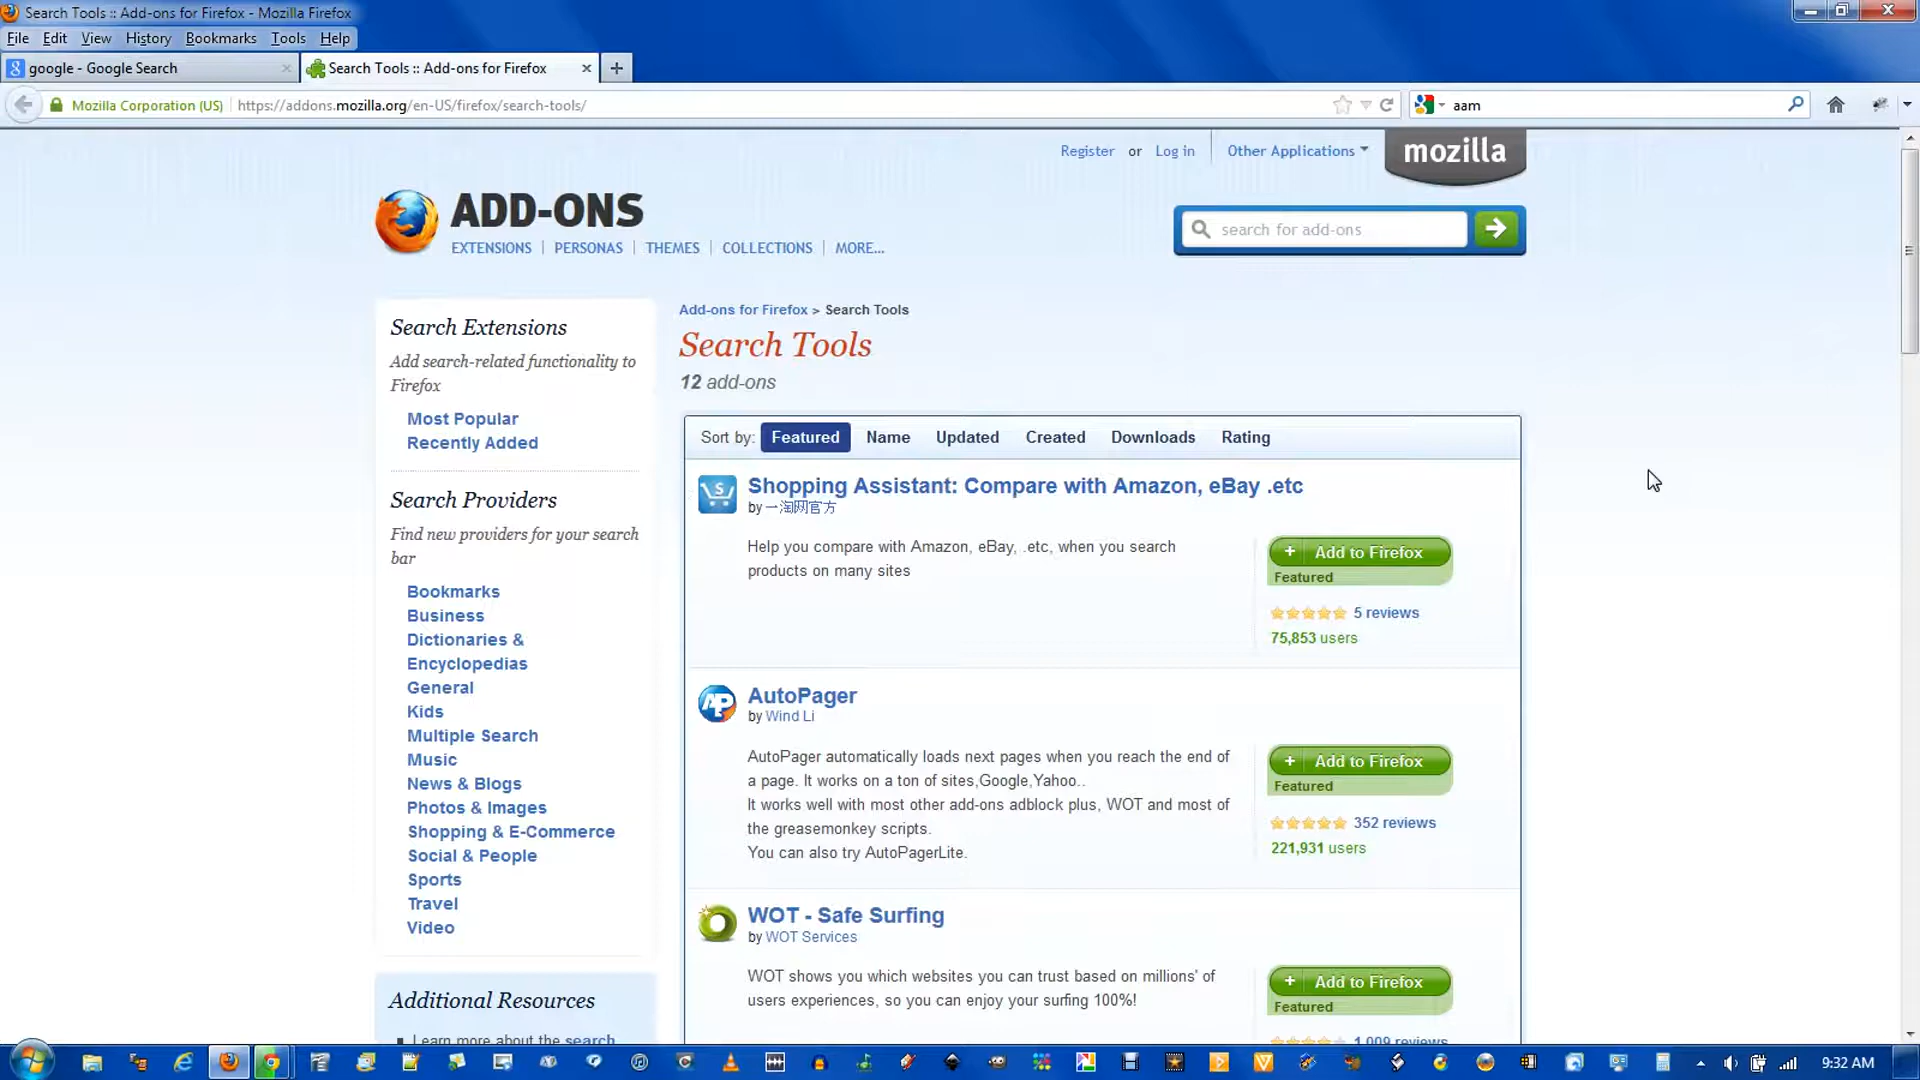 Search Tools :: Add-ons for Firefox - Mozilla Firefox
File Edit View History Bookmarks Tools Help
google - Google Search
Search Tools :: Add-ons for Firefox
Mozilla Corporation (US) https://addons.mozilla.org/en-US/firefox/search-tools/
aam
Register or Log in Other Applications
mozilla
ADD-ONS
EXTENSIONS | PERSONAS | THEMES | COLLECTIONS | MORE...
search for add-ons
Search Extensions
Add search-related functionality to
Firefox
Most Popular
Recently Added
Search Providers
Find new providers for your search
bar
Bookmarks
Business
Dictionaries &
Encyclopedias
General
Kids
Multiple Search
Music
News & Blogs
Photos & Images
Shopping & E-Commerce
Social & People
Sports
Travel
Video
Additional Resources
Learn more about the search
Add-ons for Firefox > Search Tools
Search Tools
12 add-ons
Sort by: Featured Name Updated Created Downloads Rating
Shopping Assistant: Compare with Amazon, eBay .etc
by 一淘网官方
Help you compare with Amazon, eBay, .etc, when you search
products on many sites
+ Add to Firefox
Featured
5 reviews
75,853 users
AutoPager
by Wind Li
AutoPager automatically loads next pages when you reach the end of
a page. It works on a ton of sites,Google,Yahoo..
It works well with most other add-ons adblock plus, WOT and most of
the greasemonkey scripts.
You can also try AutoPagerLite.
+ Add to Firefox
Featured
352 reviews
221,931 users
WOT - Safe Surfing
by WOT Services
WOT shows you which websites you can trust based on millions' of
users experiences, so you can enjoy your surfing 100%!
+ Add to Firefox
Featured
1,009 reviews
9:32 AM